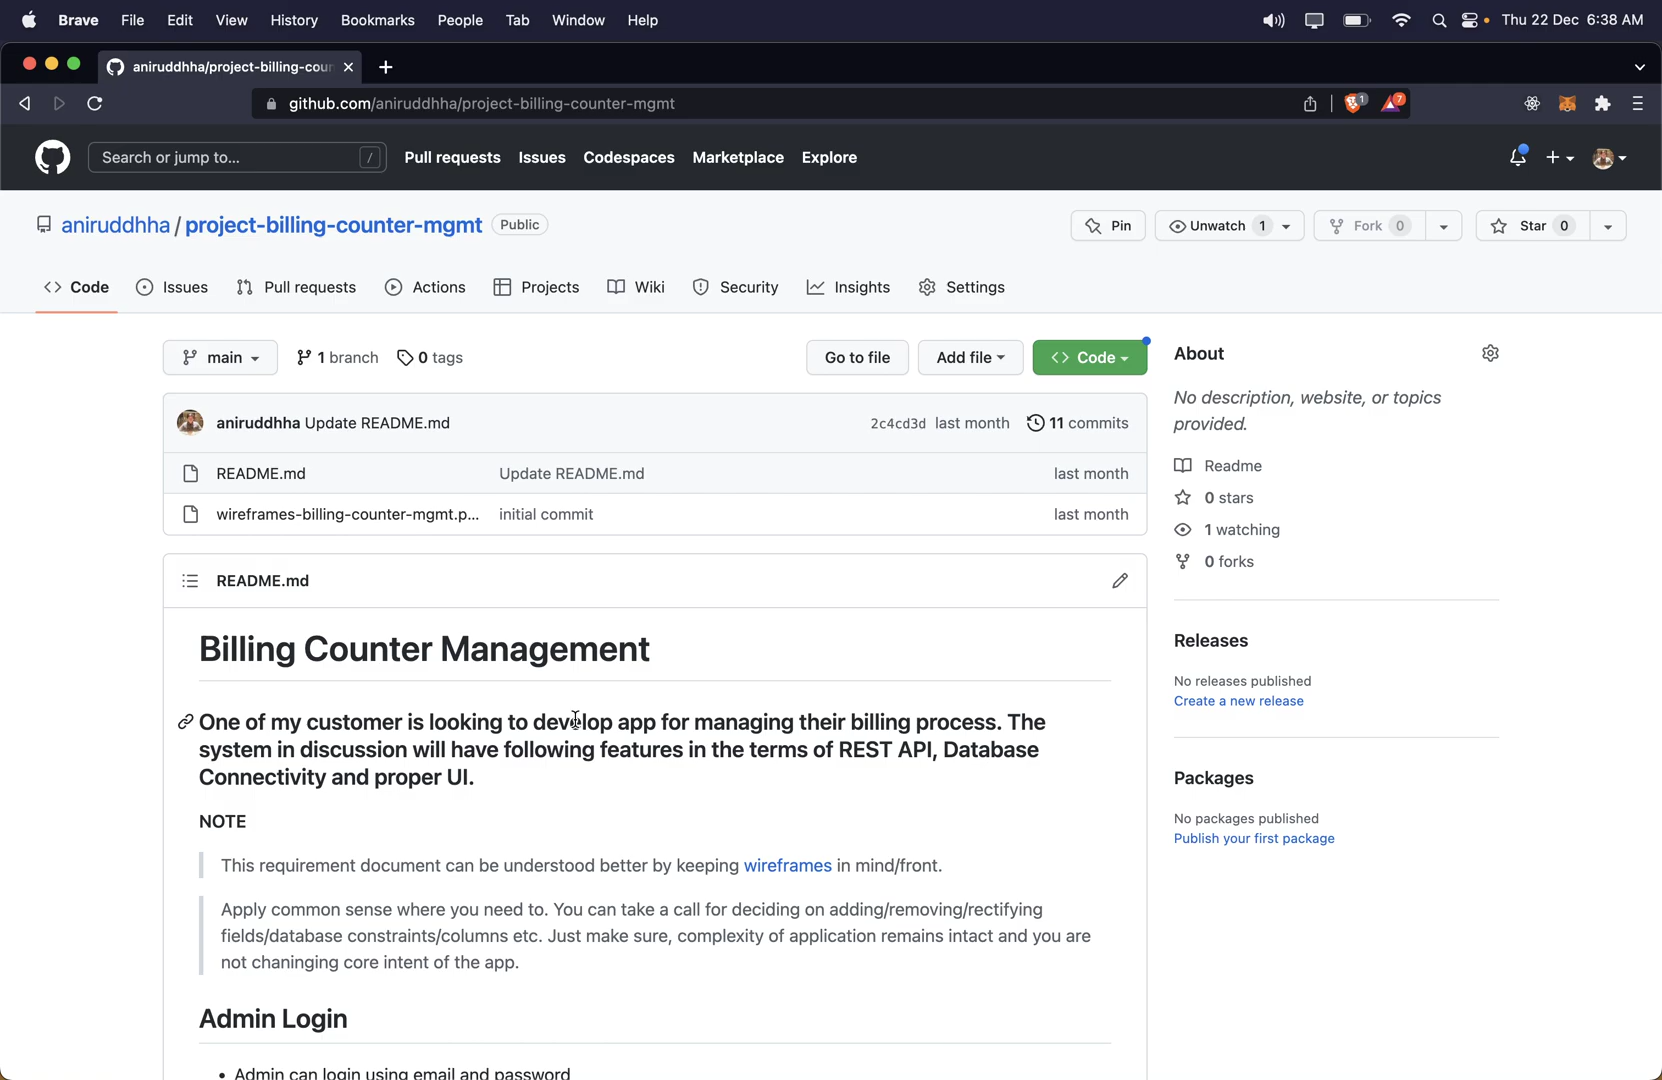 Brave File Edit View History Bookmarks People Tab Window Help Thu 22 Dec 6:38 AM
aniruddhha/project-billing-cour
github.com/aniruddhha/project-billing-counter-mgmt 1 7
Search or jump to... / Pull requests Issues Codespaces Marketplace Explore
aniruddhha / project-billing-counter-mgmt Public Pin Unwatch 1 Fork 0 Star 0
Code Issues Pull requests Actions Projects Wiki Security Insights Settings
main 1 branch 0 tags Go to file Add file Code
aniruddhha Update README.md 2c4cd3d last month 11 commits
README.md Update README.md last month
wireframes-billing-counter-mgmt.p... initial commit last month
README.md
Billing Counter Management
One of my customer is looking to develop app for managing their billing process. The
system in discussion will have following features in the terms of REST API, Database
Connectivity and proper UI.
NOTE
This requirement document can be understood better by keeping wireframes in mind/front.
Apply common sense where you need to. You can take a call for deciding on adding/removing/rectifying
fields/database constraints/columns etc. Just make sure, complexity of application remains intact and you are
not chaninging core intent of the app.
Admin Login
• Admin can login using email and password
About
No description, website, or topics
provided.
Readme
0 stars
1 watching
0 forks
Releases
No releases published
Create a new release
Packages
No packages published
Publish your first package